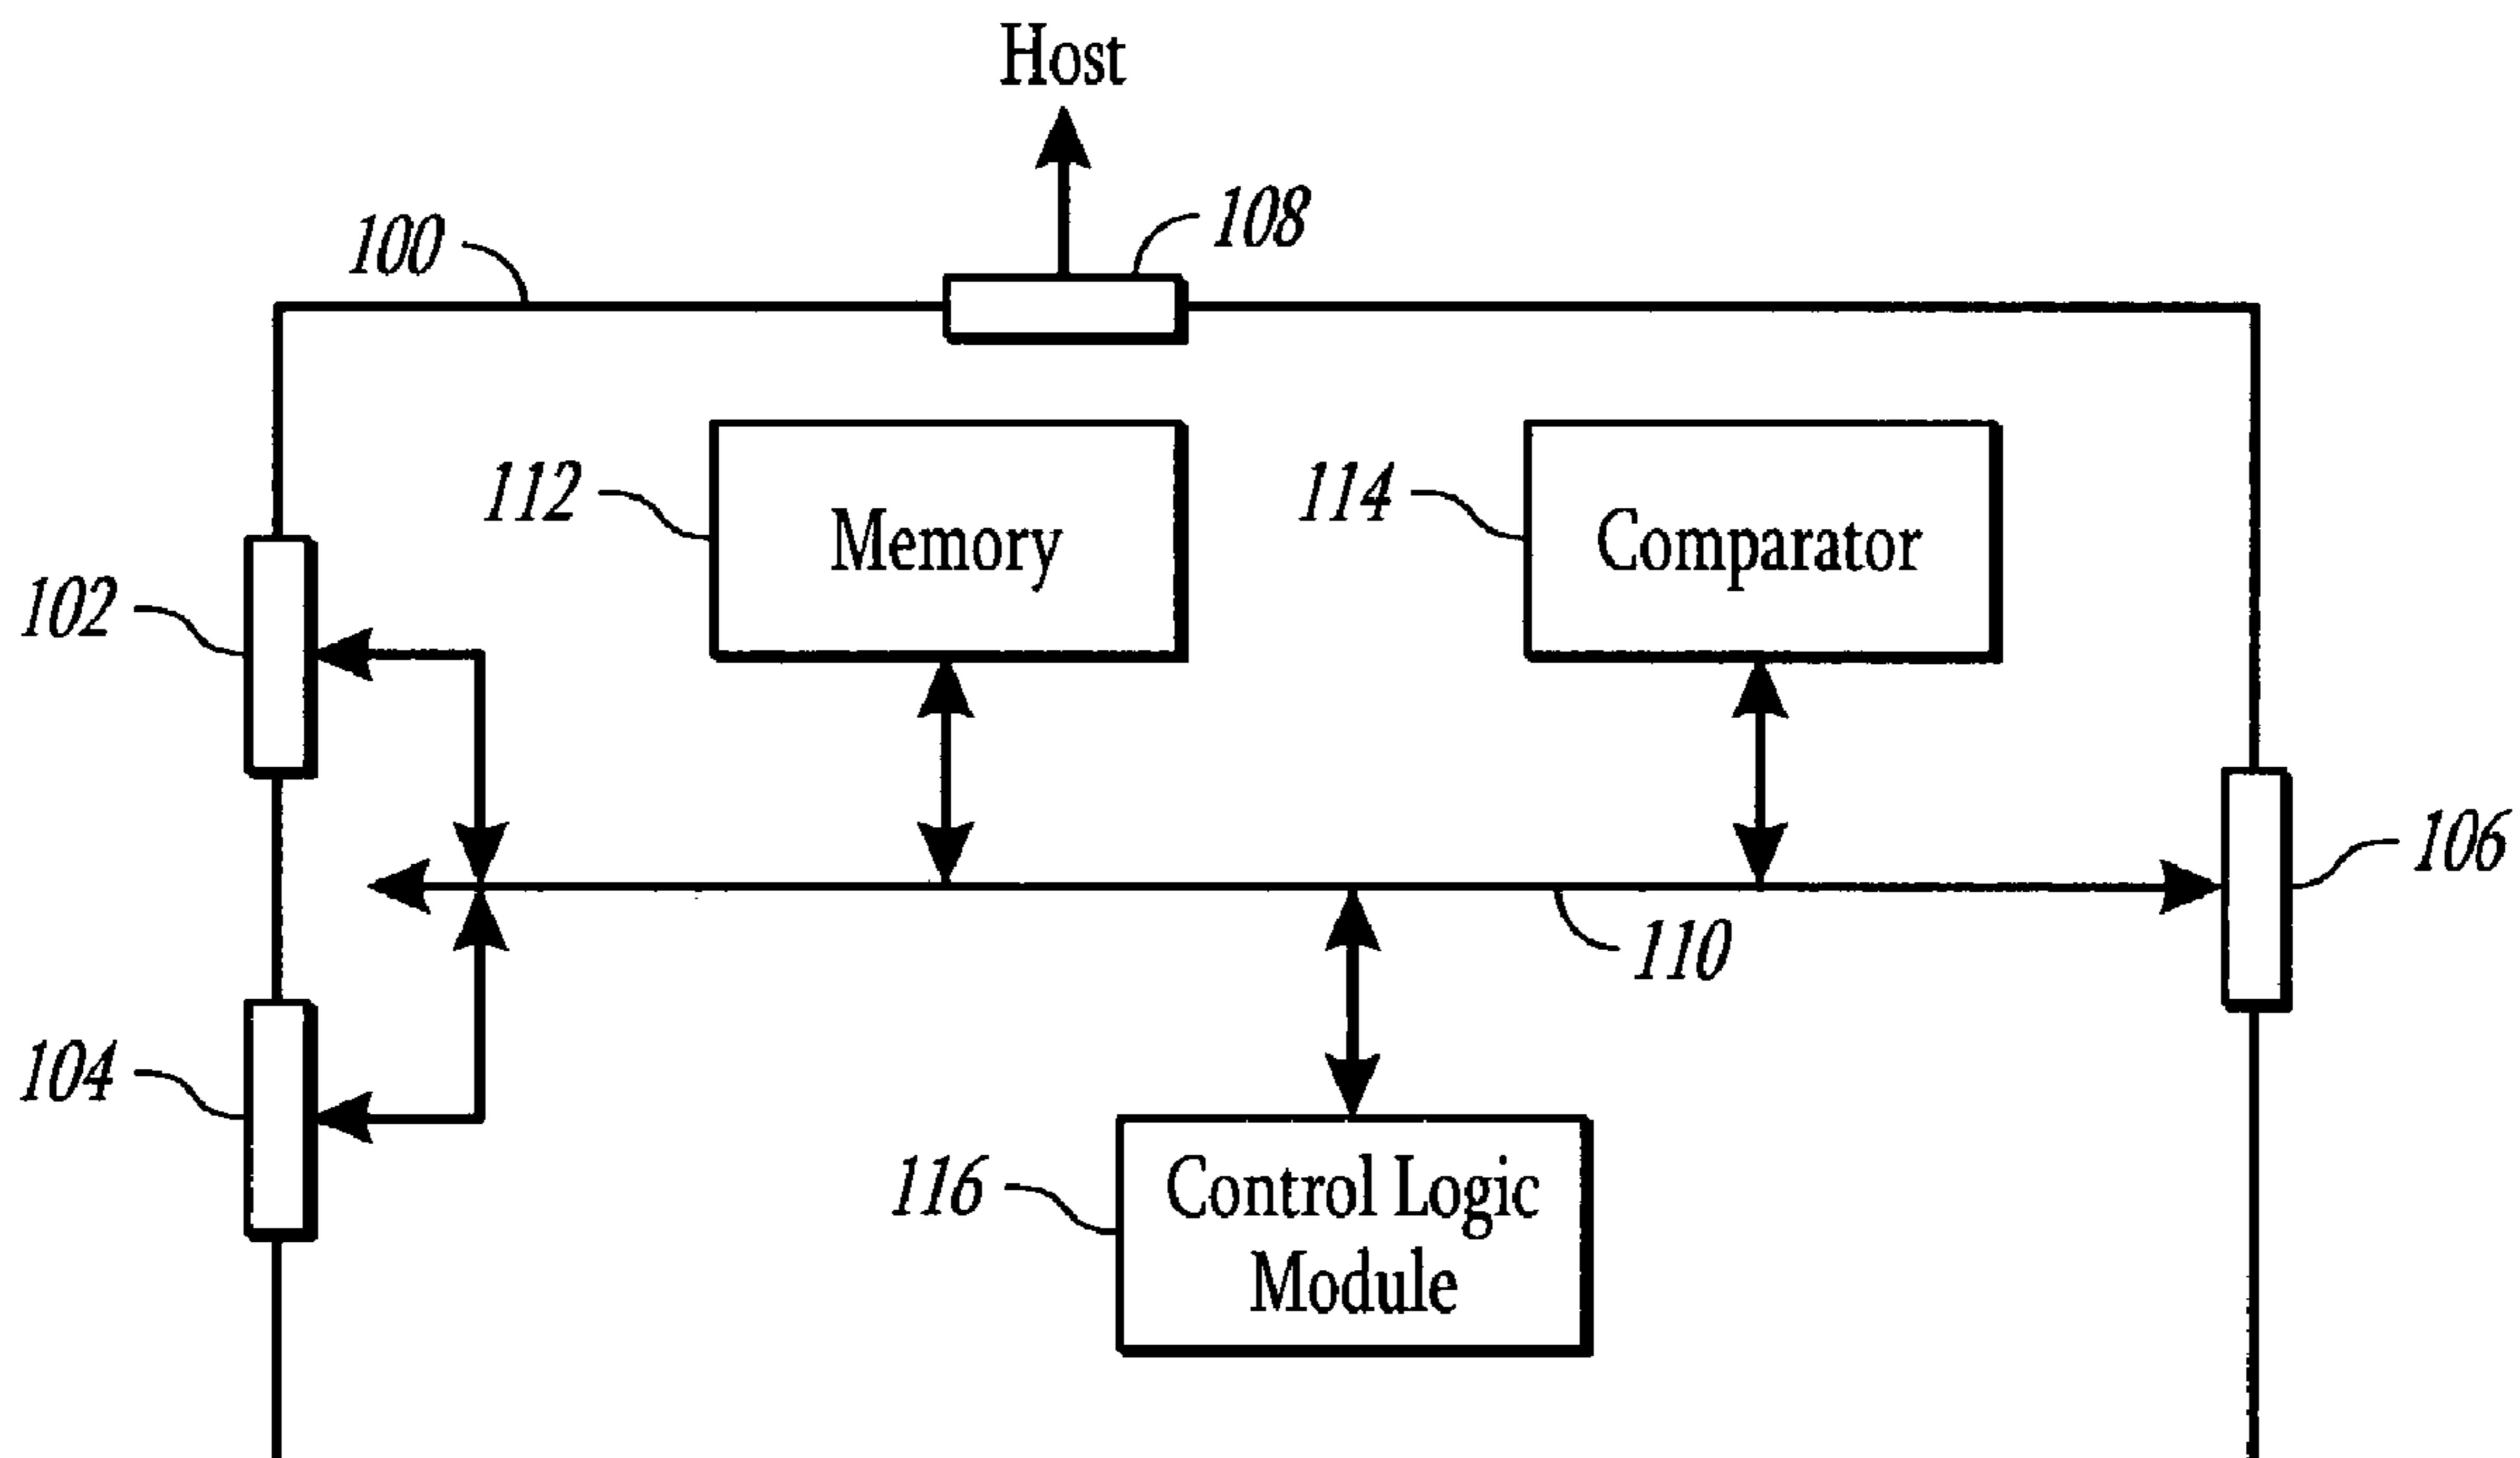 Host
108
100
112
Memory
114
Comparator
102
106
110
104
116
Control Logic
Module